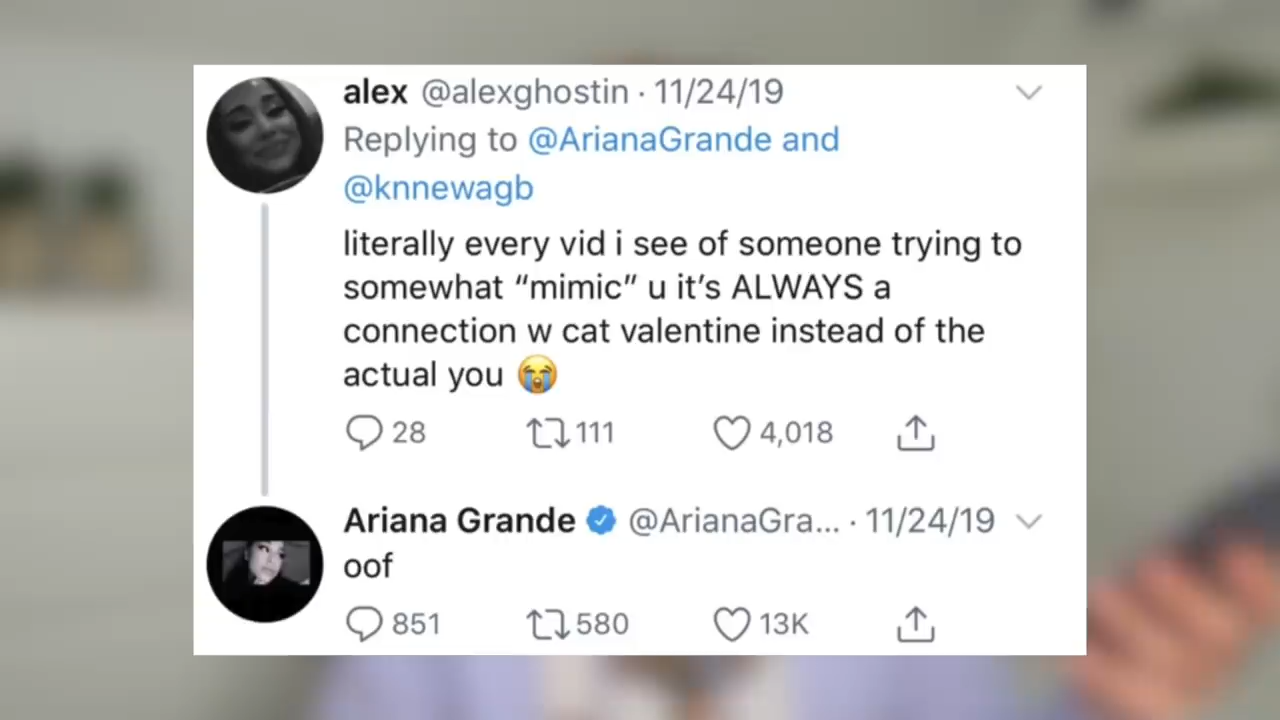 alex @alexghostin · 11/24/19
Replying to @ArianaGrande and
@knnewagb
literally every vid i see of someone trying to
somewhat “mimic” u it’s ALWAYS a
connection w cat valentine instead of the
actual you 😭
28 111 4,018
Ariana Grande @ArianaGra... · 11/24/19
oof
851 580 13K